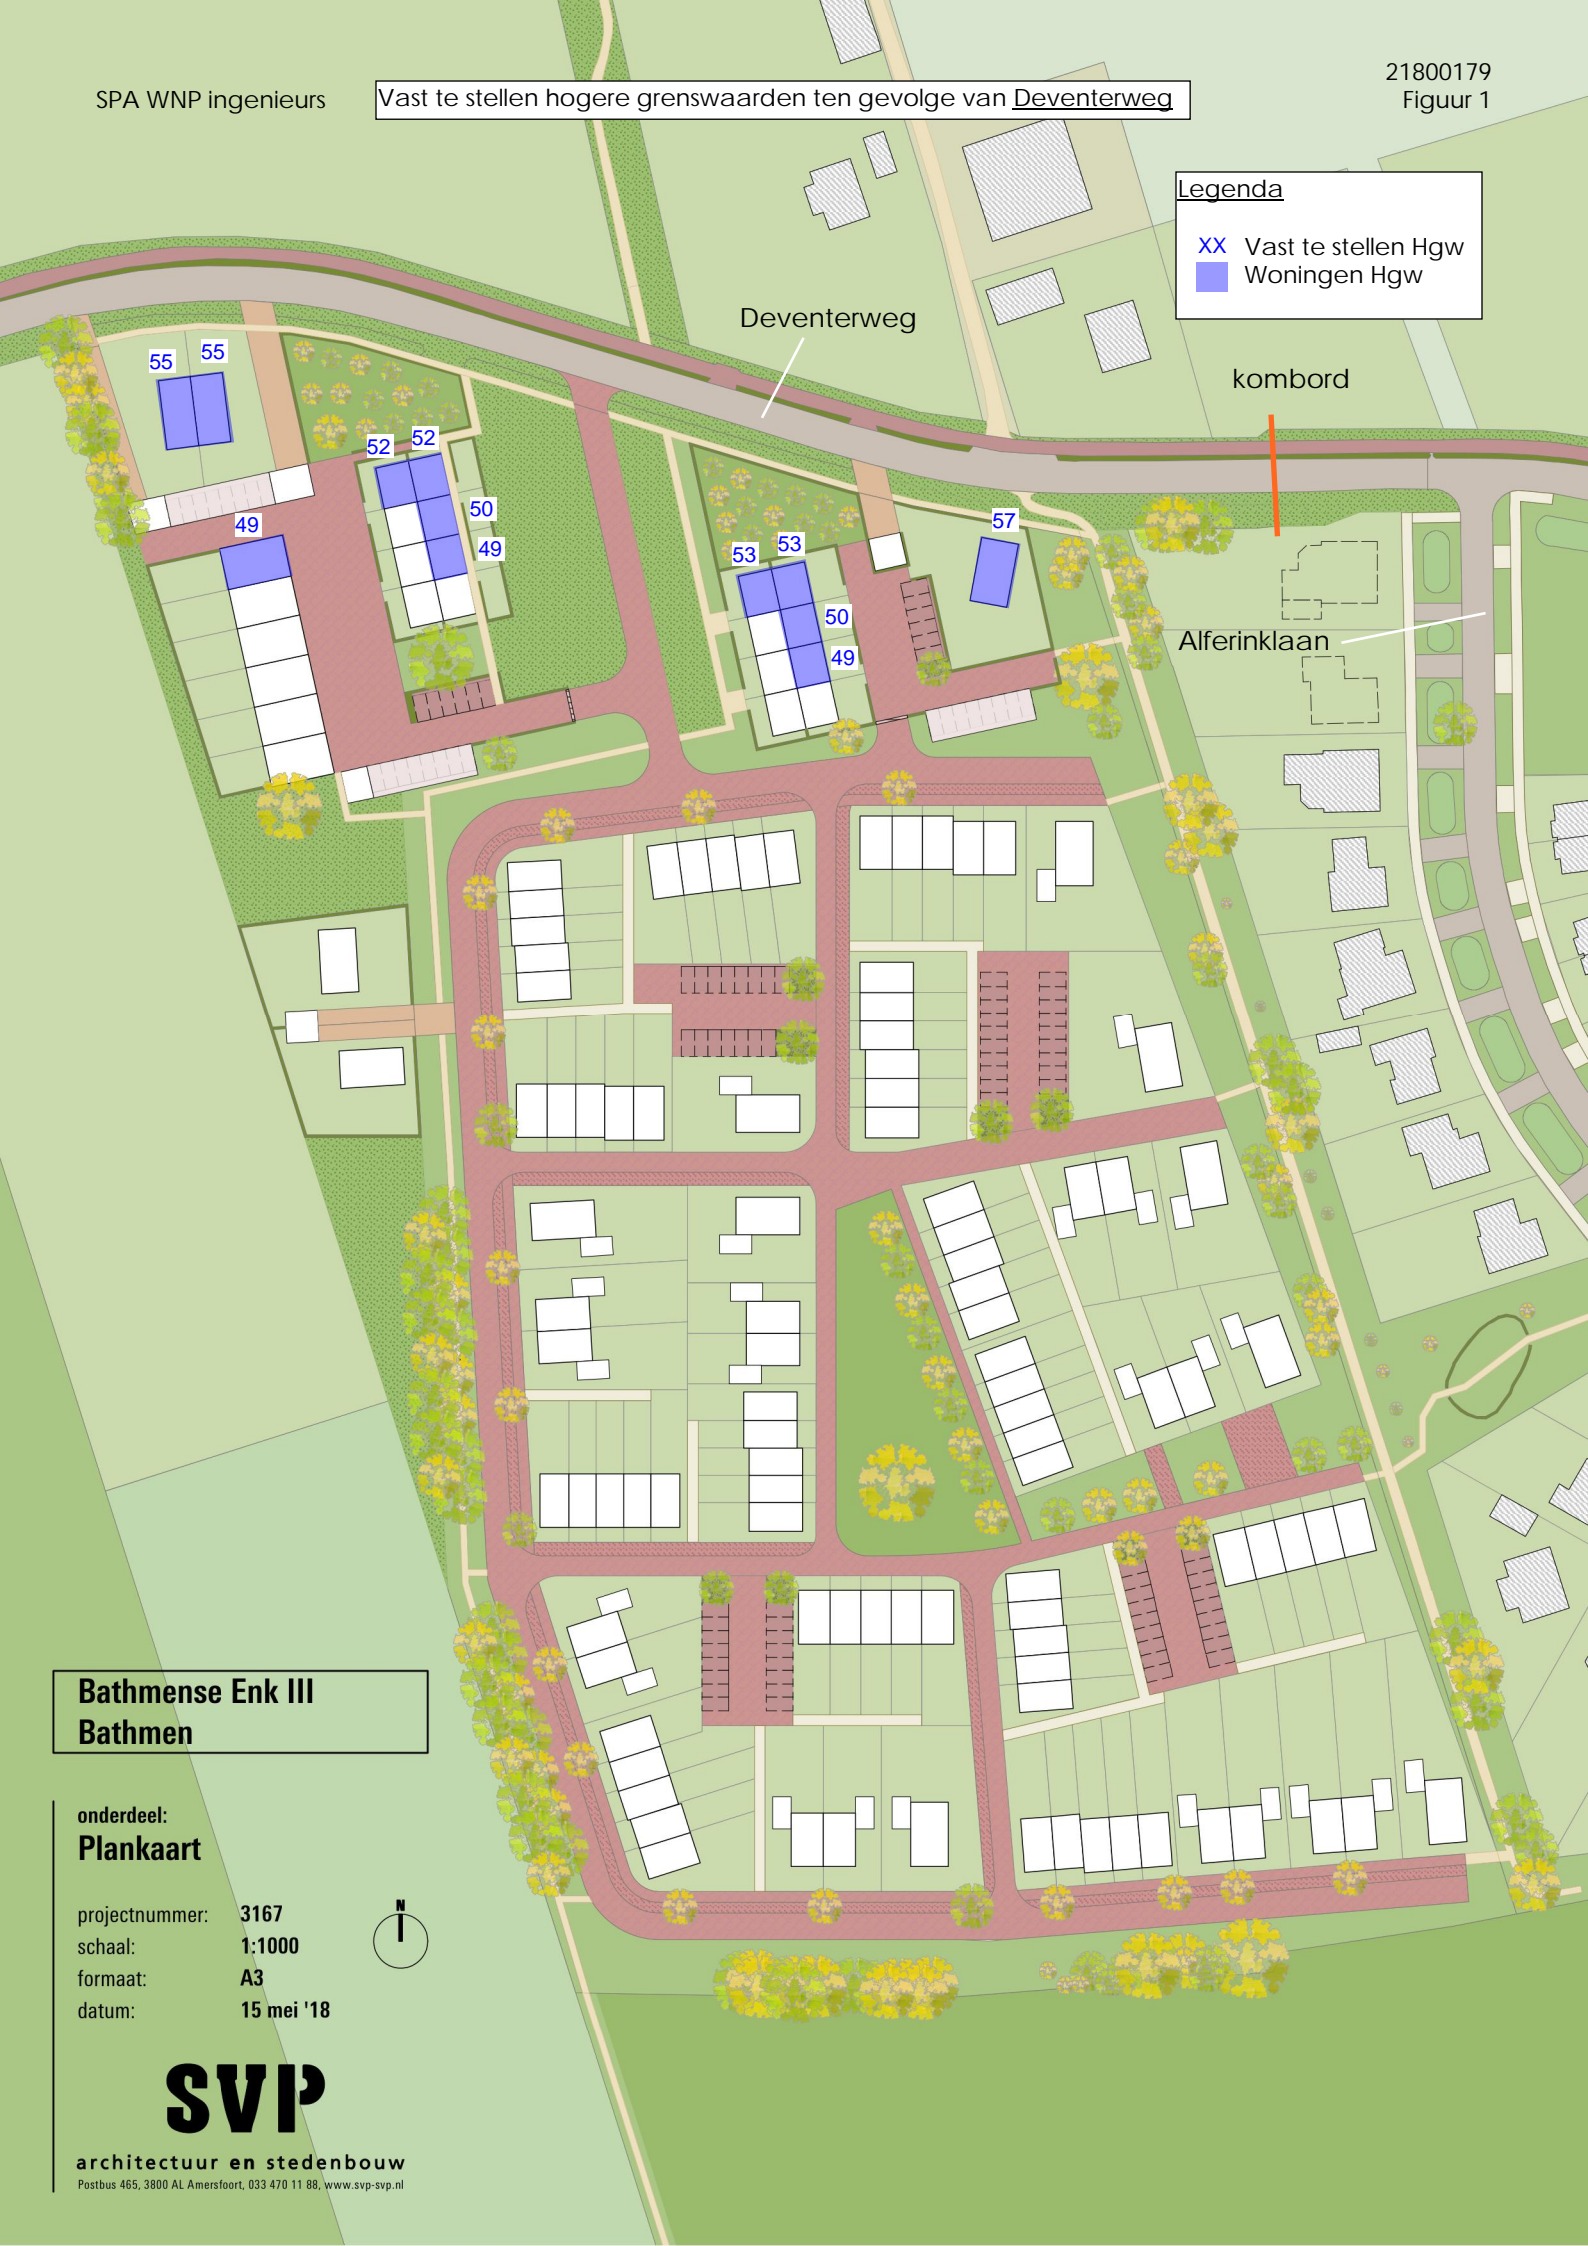 SPA WNP ingenieurs
Vast te stellen hogere grenswaarden ten gevolge van Deventerweg
21800179
Figuur 1
Legenda
XX Vast te stellen Hgw
Woningen Hgw
Deventerweg
kombord
55 55
52 52
50
49
49
57
53 53
50
49
Alferinklaan
Bathmense Enk III
Bathmen
onderdeel:
Plankaart
projectnummer: 3167
schaal: 1:1000
formaat: A3
datum: 15 mei '18
N
SVP
architectuur en stedenbouw
Postbus 465, 3800 AL Amersfoort, 033 470 11 88, www.svp-svp.nl